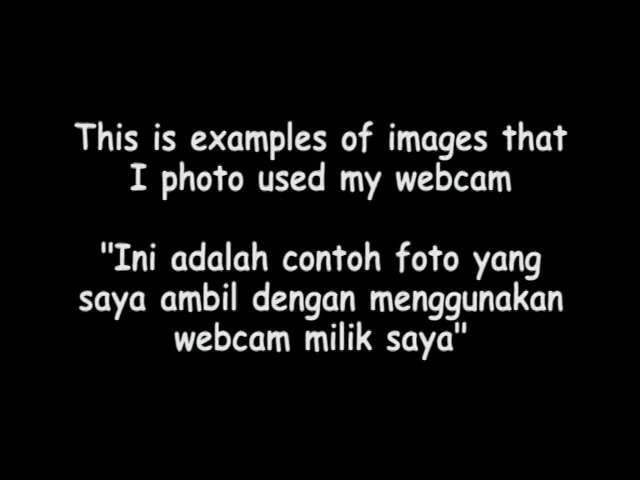 This is examples of images that
I photo used my webcam
"Ini adalah contoh foto yang
saya ambil dengan menggunakan
webcam milik saya"